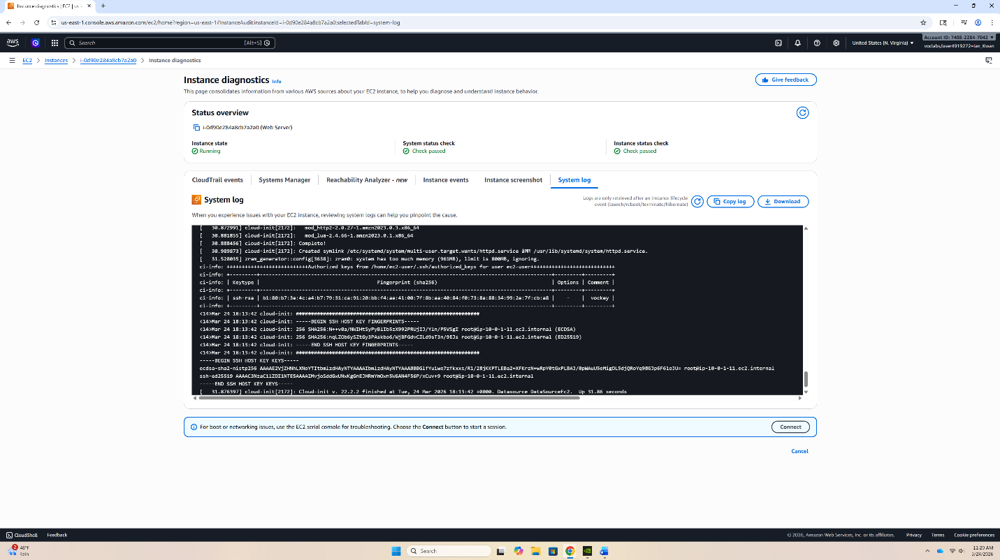 Instance diagnostics | EC2 | us-e
us-east-1.console.aws.amazon.com/ec2/home?region=us-east-1#InstanceAudit:instanceId=i-0d90e284a8cb7a2a0;selectedTabId=system-log
aws
Search
[Alt+S]
United States (N. Virginia)
Account ID: 7408-2284-7042
voclabs/user4919272=Ian_Kwan
EC2
Instances
i-0d90e284a8cb7a2a0
Instance diagnostics
Instance diagnostics Info
Give feedback
This page consolidates information from various AWS sources about your EC2 instance, to help you diagnose and understand instance behavior.
Status overview
i-0d90e284a8cb7a2a0 (Web Server)
Instance state
Running
System status check
Check passed
Instance status check
Check passed
CloudTrail events
Systems Manager
Reachability Analyzer - new
Instance events
Instance screenshot
System log
System log
Logs are only retrieved after an instance lifecycle
event (launch/reboot/terminate/hibernate)
Copy log
Download
When you experience issues with your EC2 instance, reviewing system logs can help you pinpoint the cause.
[   30.872991] cloud-init[2172]:   mod_http2-2.0.27-1.amzn2023.0.3.x86_64
[   30.881855] cloud-init[2172]:   mod_lua-2.4.66-1.amzn2023.0.1.x86_64
[   30.888456] cloud-init[2172]: Complete!
[   30.989873] cloud-init[2172]: Created symlink /etc/systemd/system/multi-user.target.wants/httpd.service /usr/lib/systemd/system/httpd.service.
[   31.528035] zram_generator::config[3638]: zram0: system has too much memory (961MB), limit is 800MB, ignoring.
ci-info: +++++++++++++++++++++++++++Authorized keys from /home/ec2-user/.ssh/authorized_keys for user ec2-user++++++++++++++++++++++++++++
ci-info: +---------+-------------------------------------------------------------------------------------------------+---------+---------+
ci-info: | Keytype |                                       Fingerprint (sha256)                                      | Options | Comment |
ci-info: +---------+-------------------------------------------------------------------------------------------------+---------+---------+
ci-info: | ssh-rsa | b1:80:b7:3e:4c:a4:b7:79:31:ca:91:20:bb:f4:ae:41:00:7f:8b:aa:40:84:f0:73:8a:88:34:99:2e:7f:cb:a8 |    -    |  vockey |
ci-info: +---------+-------------------------------------------------------------------------------------------------+---------+---------+
<14>Mar 24 18:13:42 cloud-init: #############################################################
<14>Mar 24 18:13:42 cloud-init: -----BEGIN SSH HOST KEY FINGERPRINTS-----
<14>Mar 24 18:13:42 cloud-init: 256 root@ip-10-0-1-11.ec2.internal (ECDSA)
<14>Mar 24 18:13:42 cloud-init: 256 root@ip-10-0-1-11.ec2.internal (ED25519)
<14>Mar 24 18:13:42 cloud-init: -----END SSH HOST KEY FINGERPRINTS-----
<14>Mar 24 18:13:42 cloud-init: #############################################################
-----BEGIN SSH HOST KEY KEYS-----
ecdsa-sha2-nistp256 root@ip-10-0-1-11.ec2.internal
ssh-ed25519 root@ip-10-0-1-11.ec2.internal
-----END SSH HOST KEY KEYS-----
[   31.876397] cloud-init[2172]: Cloud-init v. 22.2.2 finished at Tue, 24 Mar 2026 18:13:42 +0000. Datasource DataSourceEc2.  Up 31.86 seconds
For boot or networking issues, use the EC2 serial console for troubleshooting. Choose the Connect button to start a session.
Connect
Cancel
CloudShell
Feedback
© 2026, Amazon Web Services, Inc. or its affiliates.
Privacy
Terms
Cookie preferences
2
48°F
Rain
Search
11:20 AM
3/24/2026